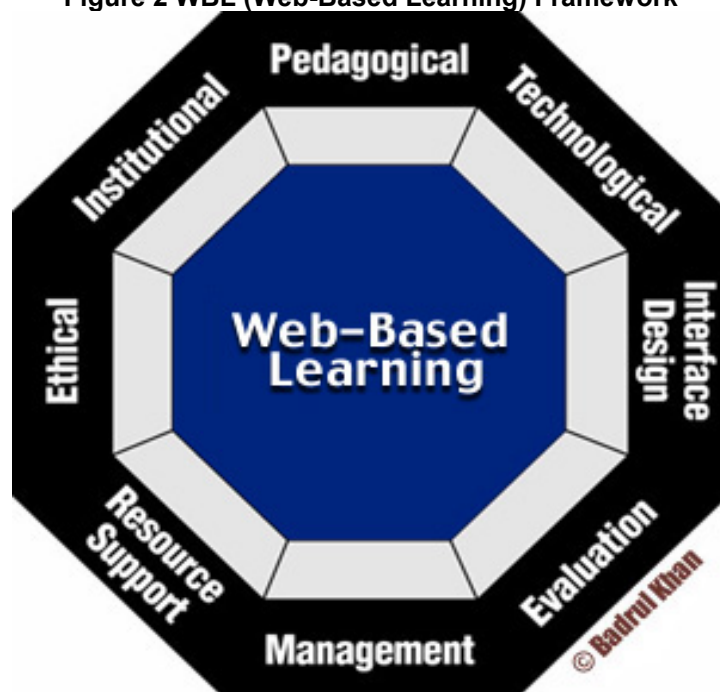 Figure 2 WBL (Web-Based Learning) Framework
Pedagogical
Technological
Interface
Design
Evaluation
Management
Resource
Support
Ethical
Institutional
Web-Based
Learning
© Badrul Khan